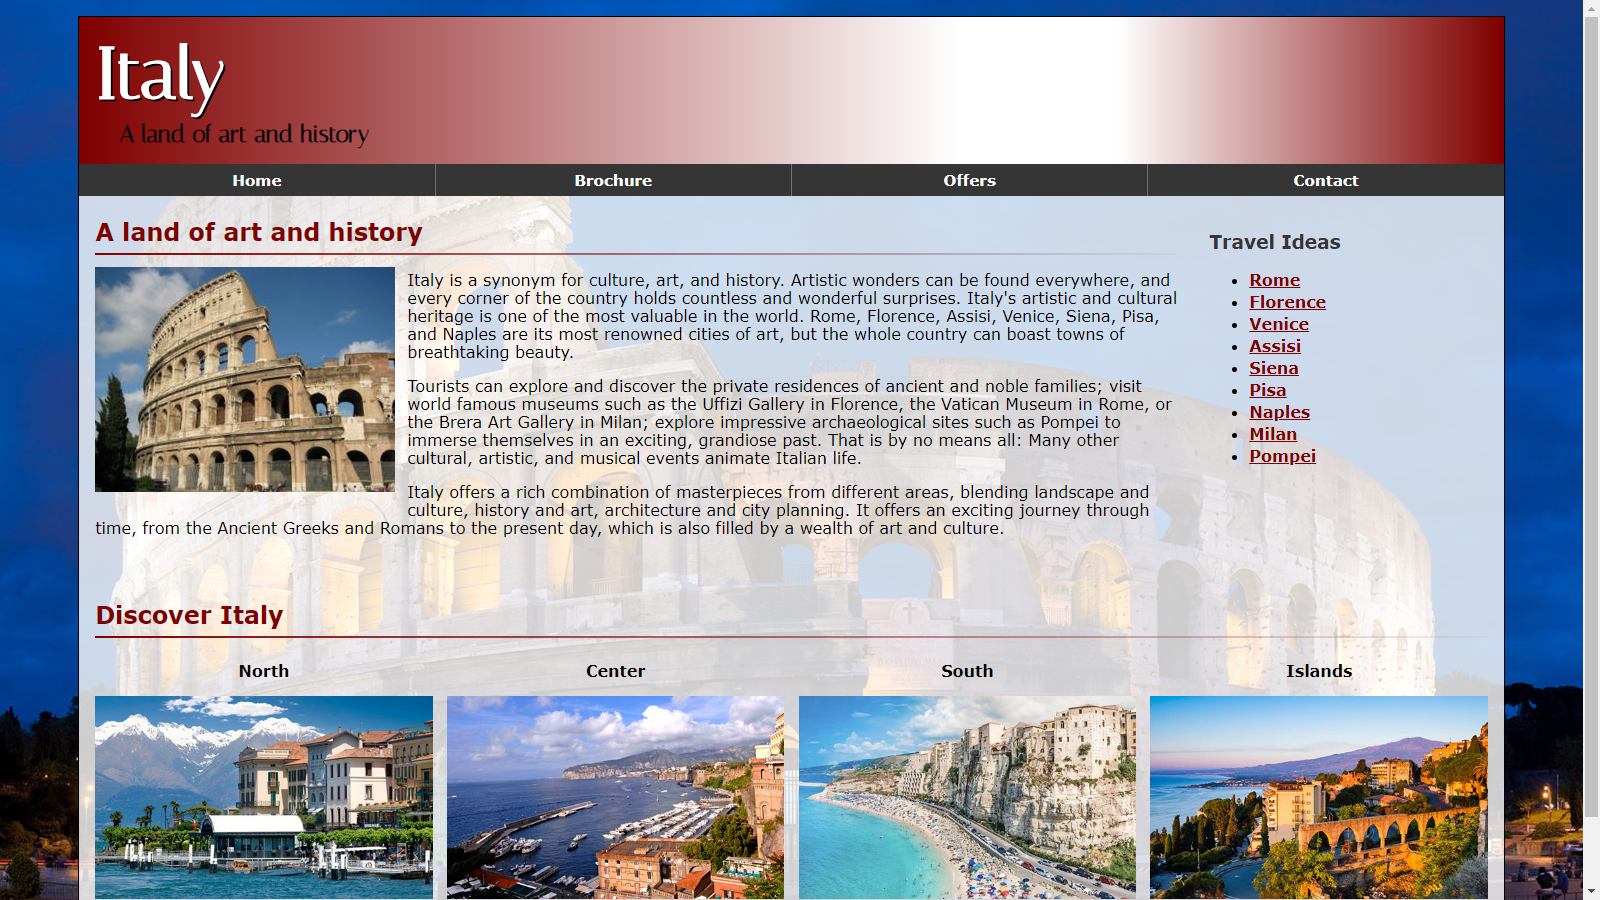 Italy
A land of art and history
Home
Brochure
Offers
Contact
A land of art and history
Italy is a synonym for culture, art, and history. Artistic wonders can be found everywhere, and
every corner of the country holds countless and wonderful surprises. Italy's artistic and cultural
heritage is one of the most valuable in the world. Rome, Florence, Assisi, Venice, Siena, Pisa,
and Naples are its most renowned cities of art, but the whole country can boast towns of
breathtaking beauty.
Tourists can explore and discover the private residences of ancient and noble families; visit
world famous museums such as the Uffizi Gallery in Florence, the Vatican Museum in Rome, or
the Brera Art Gallery in Milan; explore impressive archaeological sites such as Pompei to
immerse themselves in an exciting, grandiose past. That is by no means all: Many other
cultural, artistic, and musical events animate Italian life.
Italy offers a rich combination of masterpieces from different areas, blending landscape and
culture, history and art, architecture and city planning. It offers an exciting journey through
time, from the Ancient Greeks and Romans to the present day, which is also filled by a wealth of art and culture.
Travel Ideas
Rome
Florence
Venice
Assisi
Siena
Pisa
Naples
Milan
Pompei
Discover Italy
North
Center
South
Islands